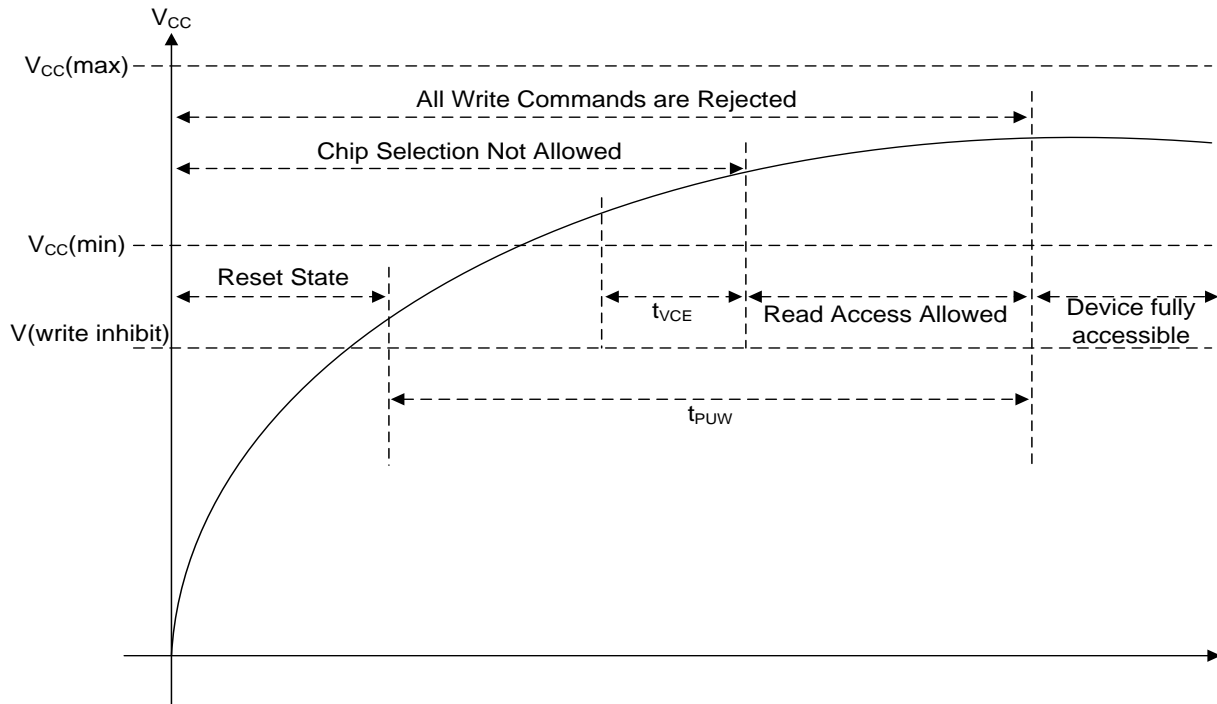 VCC
VCC(max)
All Write Commands are Rejected
Chip Selection Not Allowed
VCC(min)
Reset State
V(write inhibit)
tVCE
Read Access Allowed
Device fully
accessible
tPUW